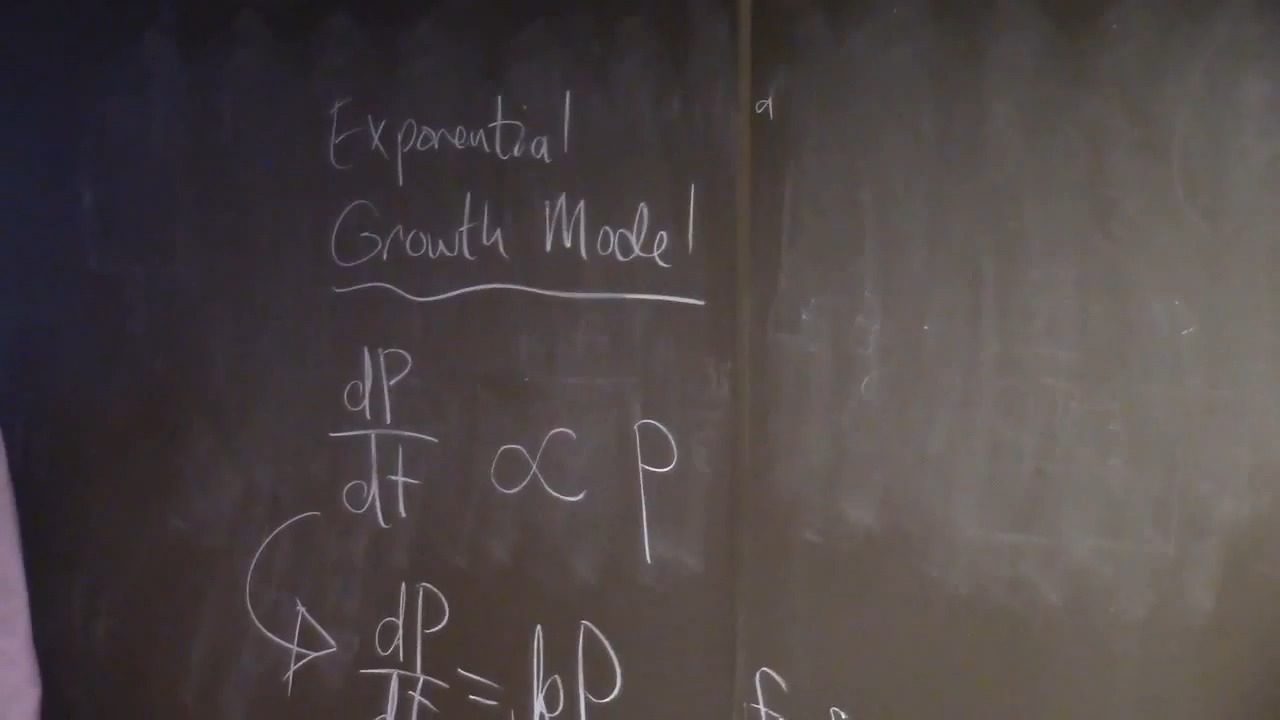 Exponential
Growth Model
dP/dt ∝ P
dP/dt = kP